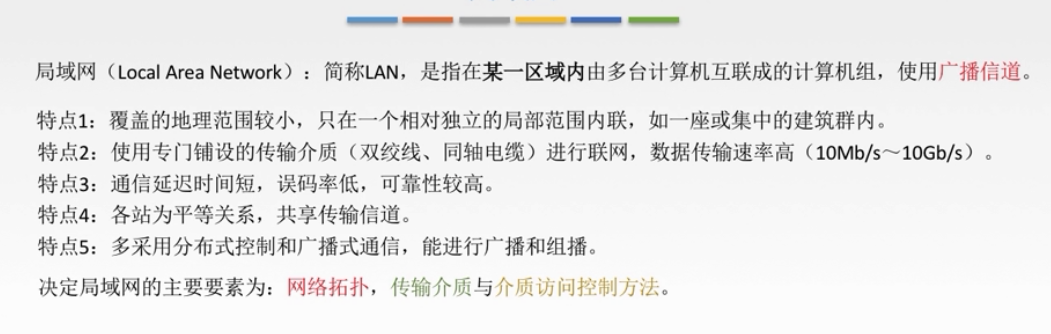 局域网（Local Area Network）：简称LAN，是指在某一区域内由多台计算机互联成的计算机组，使用广播信道。
特点1：覆盖的地理范围较小，只在一个相对独立的局部范围内联，如一座或集中的建筑群内。
特点2：使用专门铺设的传输介质（双绞线、同轴电缆）进行联网，数据传输速率高（10Mb/s～10Gb/s）。
特点3：通信延迟时间短，误码率低，可靠性较高。
特点4：各站为平等关系，共享传输信道。
特点5：多采用分布式控制和广播式通信，能进行广播和组播。
决定局域网的主要要素为：网络拓扑，传输介质与介质访问控制方法。